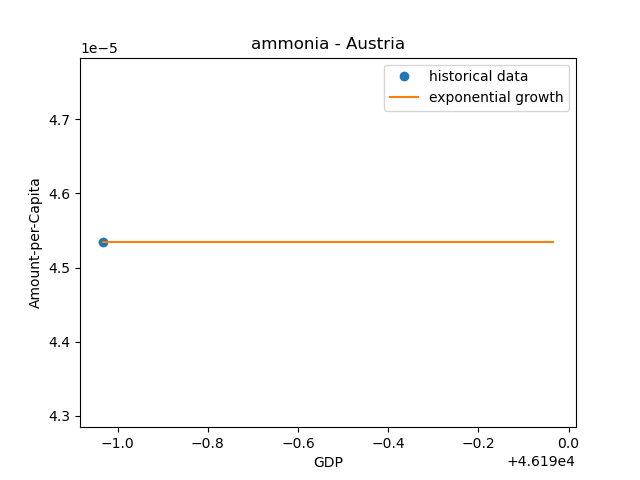 ammonia - Austria
1e−5
historical data
exponential growth
4.7
4.6
4.5
4.4
4.3
Amount-per-Capita
−1.0 −0.8 −0.6 −0.4 −0.2 0.0
GDP
+4.619e4